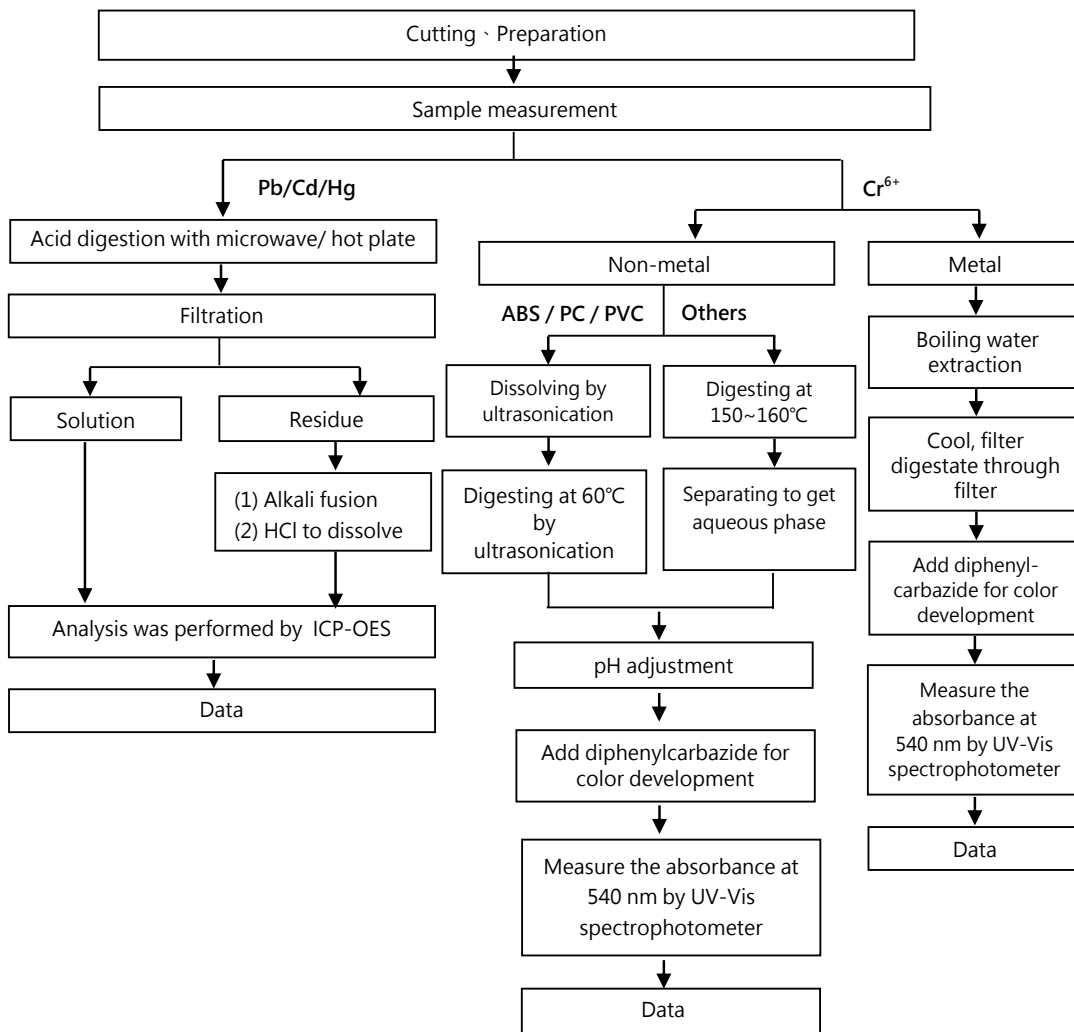 Cutting、Preparation
Sample measurement
Pb/Cd/Hg
Cr6+
Acid digestion with microwave/ hot plate
Filtration
Solution
Residue
(1) Alkali fusion
(2) HCl to dissolve
Analysis was performed by ICP-OES
Data
Non-metal
ABS / PC / PVC
Others
Dissolving by
ultrasonication
Digesting at
150~160℃
Digesting at 60℃
by
ultrasonication
Separating to get
aqueous phase
pH adjustment
Add diphenylcarbazide for
color development
Measure the absorbance at
540 nm by UV-Vis
spectrophotometer
Data
Metal
Boiling water
extraction
Cool, filter
digestate through
filter
Add diphenyl-
carbazide for color
development
Measure the
absorbance at
540 nm by UV-Vis
spectrophotometer
Data